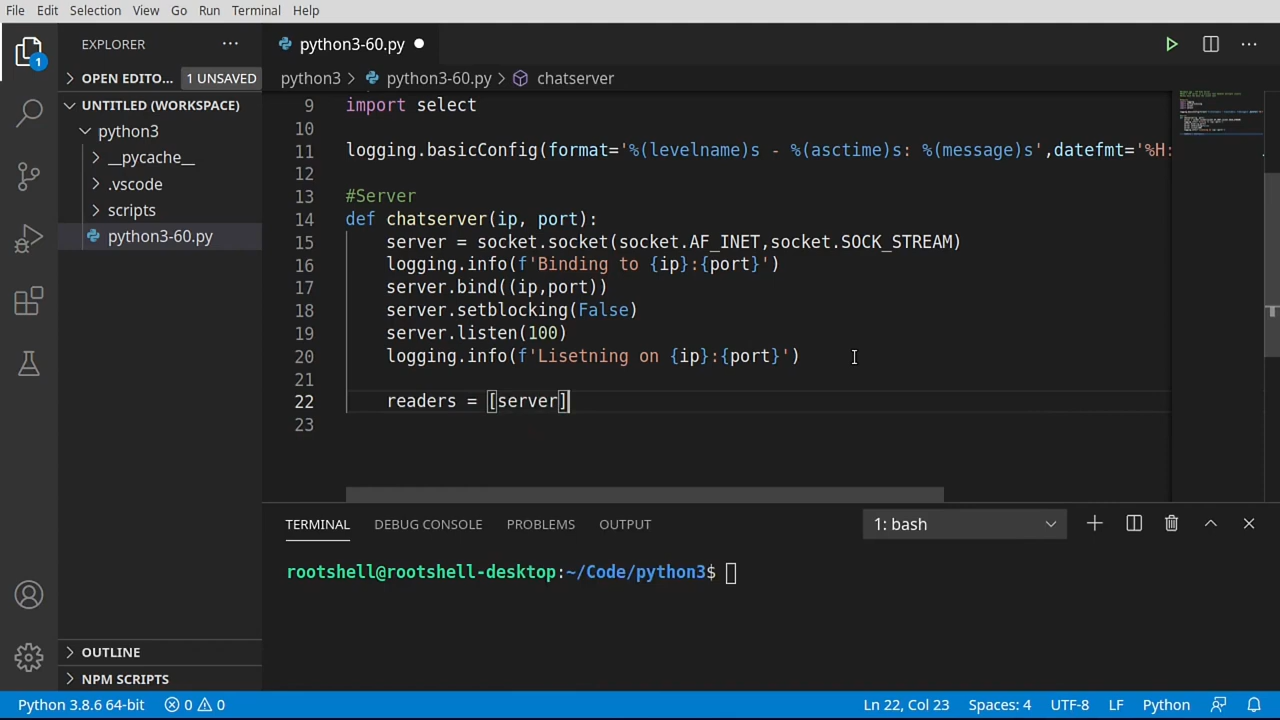 File Edit Selection View Go Run Terminal Help
EXPLORER ···
python3-60.py
OPEN EDITO... 1 UNSAVED
python3 > python3-60.py > chatserver
UNTITLED (WORKSPACE)
python3
__pycache__
.vscode
scripts
python3-60.py
1
9 import select
10
11 logging.basicConfig(format='%(levelname)s - %(asctime)s: %(message)s',datefmt='%H:
12
13 #Server
14 def chatserver(ip, port):
15 server = socket.socket(socket.AF_INET,socket.SOCK_STREAM)
16 logging.info(f'Binding to {ip}:{port}')
17 server.bind((ip,port))
18 server.setblocking(False)
19 server.listen(100)
20 logging.info(f'Lisetning on {ip}:{port}')
21
22 readers = [server]
23
TERMINAL DEBUG CONSOLE PROBLEMS OUTPUT 1: bash
rootshell@rootshell-desktop:~/Code/python3$
OUTLINE
NPM SCRIPTS
Python 3.8.6 64-bit 0 0 Ln 22, Col 23 Spaces: 4 UTF-8 LF Python